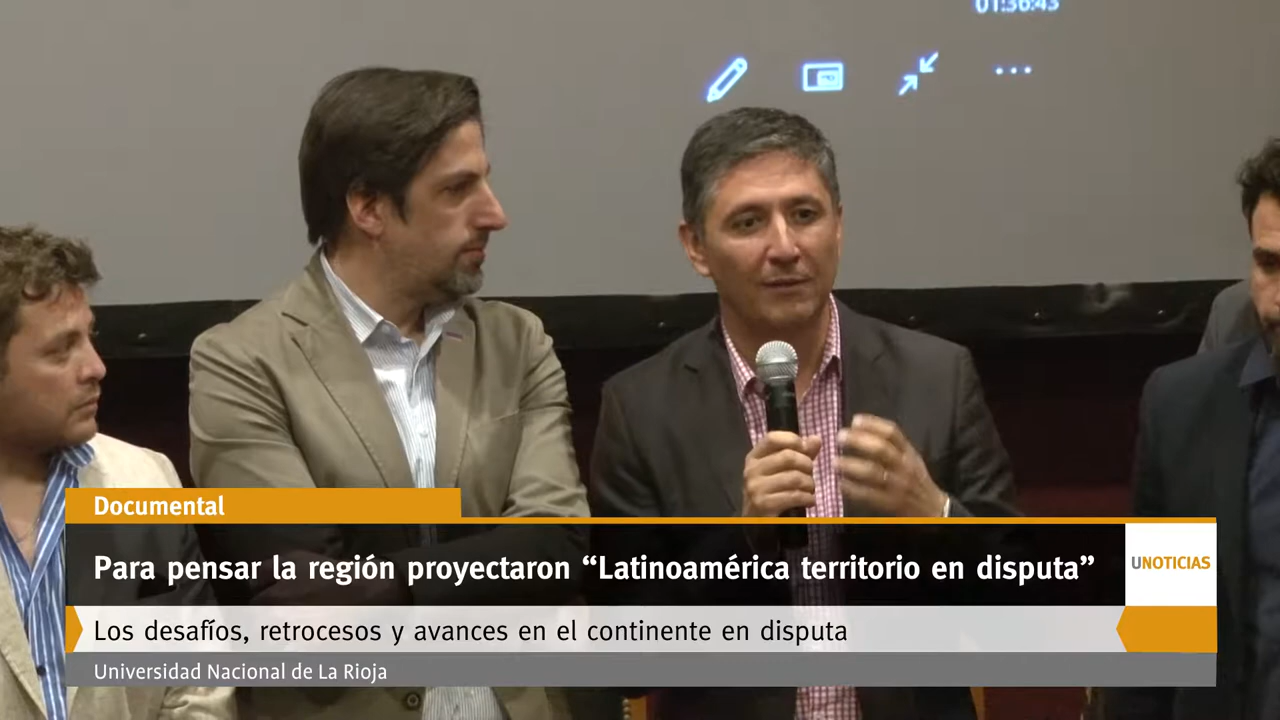 01:36:43
Documental
Para pensar la región proyectaron “Latinoamérica territorio en disputa”
UNOTICIAS
Los desafíos, retrocesos y avances en el continente en disputa
Universidad Nacional de La Rioja